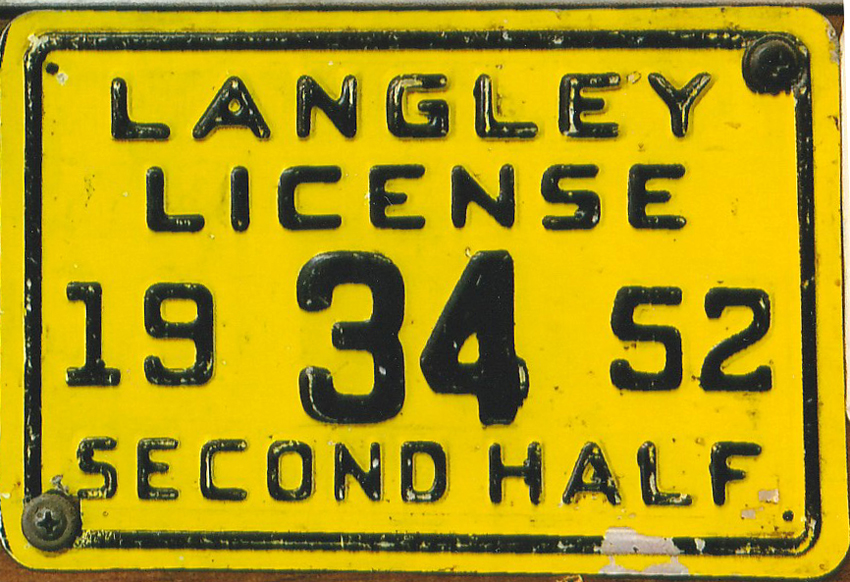 LANGLEY
LICENSE
19 34 52
SECOND HALF